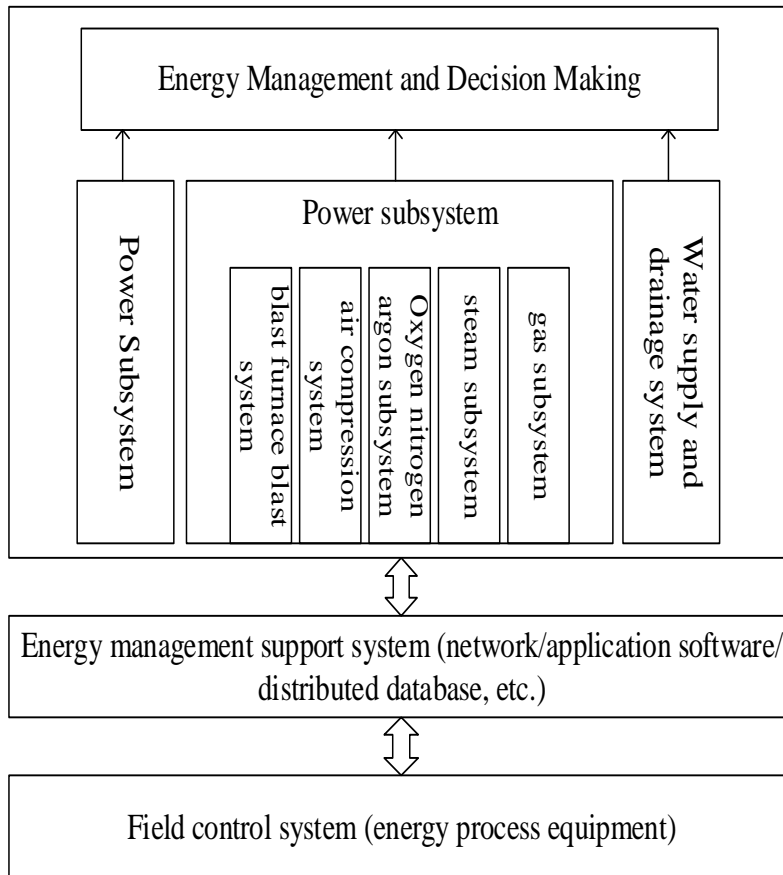 Energy Management and Decision Making
Power Subsystem
Power subsystem
blast furnace blast
system
air compression
system
Oxygen nitrogen
argon subsystem
steam subsystem
gas subsystem
Water supply and
drainage system
Energy management support system (network/application software/
distributed database, etc.)
Field control system (energy process equipment)